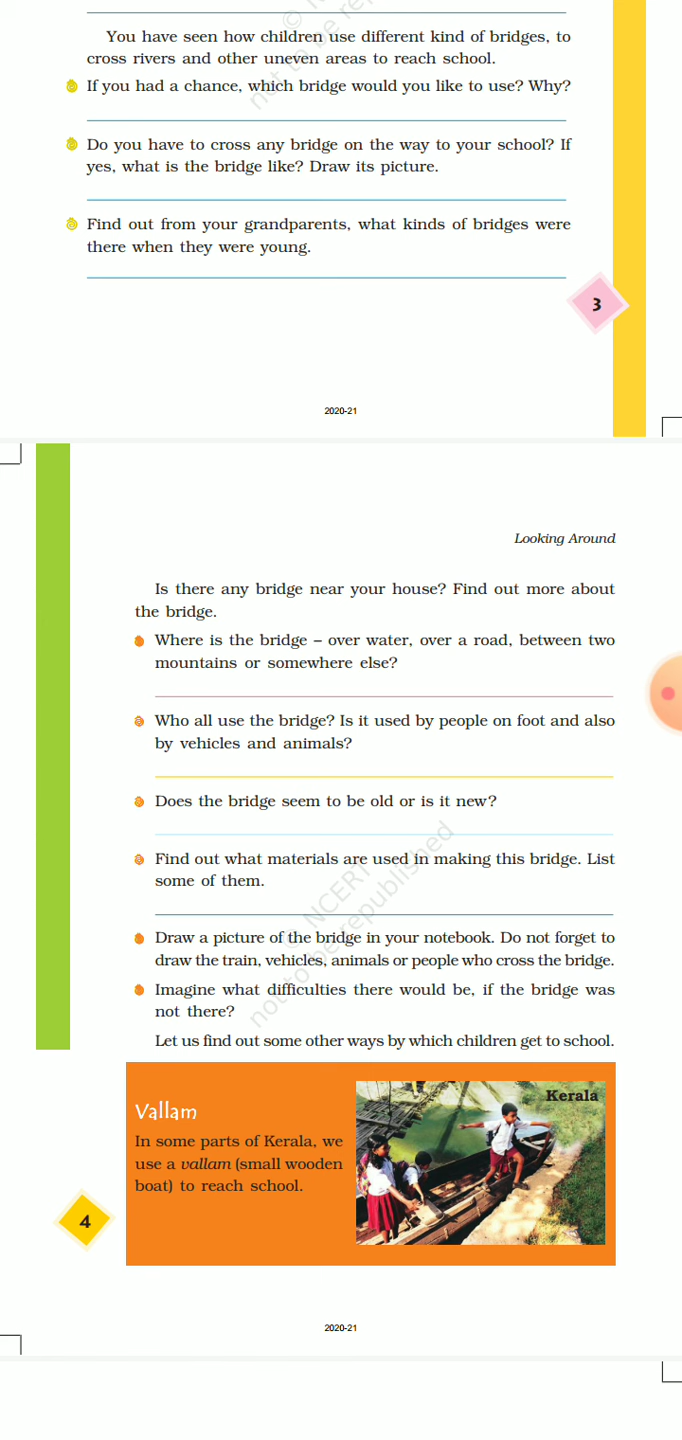 You have seen how children use different kind of bridges, to
cross rivers and other uneven areas to reach school.
If you had a chance, which bridge would you like to use? Why?
Do you have to cross any bridge on the way to your school? If
yes, what is the bridge like? Draw its picture.
Find out from your grandparents, what kinds of bridges were
there when they were young.
3
2020-21
Looking Around
Is there any bridge near your house? Find out more about
the bridge.
Where is the bridge – over water, over a road, between two
mountains or somewhere else?
Who all use the bridge? Is it used by people on foot and also
by vehicles and animals?
Does the bridge seem to be old or is it new?
Find out what materials are used in making this bridge. List
some of them.
© NCERT
not to be republished
Draw a picture of the bridge in your notebook. Do not forget to
draw the train, vehicles, animals or people who cross the bridge.
Imagine what difficulties there would be, if the bridge was
not there?
Let us find out some other ways by which children get to school.
Vallam
Kerala
In some parts of Kerala, we
use a vallam (small wooden
boat) to reach school.
4
2020-21